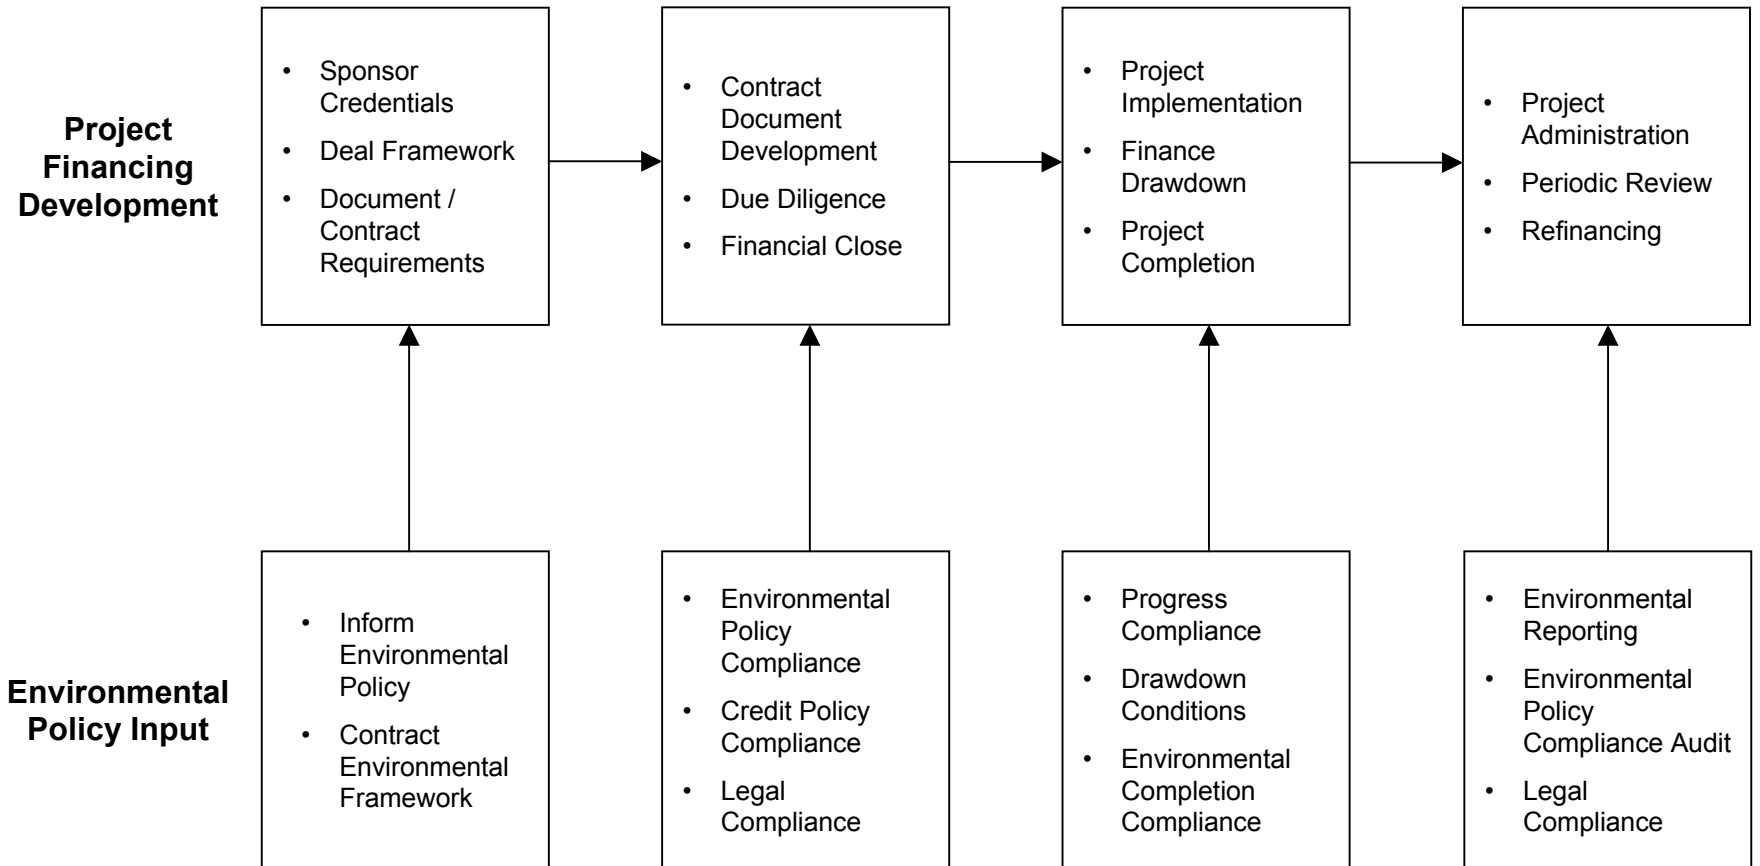 Project
Financing
Development
• Sponsor
Credentials
• Deal Framework
• Document /
Contract
Requirements
• Contract
Document
Development
• Due Diligence
• Financial Close
• Project
Implementation
• Finance
Drawdown
• Project
Completion
• Project
Administration
• Periodic Review
• Refinancing
Environmental
Policy Input
• Inform
Environmental
Policy
• Contract
Environmental
Framework
• Environmental
Policy
Compliance
• Credit Policy
Compliance
• Legal
Compliance
• Progress
Compliance
• Drawdown
Conditions
• Environmental
Completion
Compliance
• Environmental
Reporting
• Environmental
Policy
Compliance Audit
• Legal
Compliance